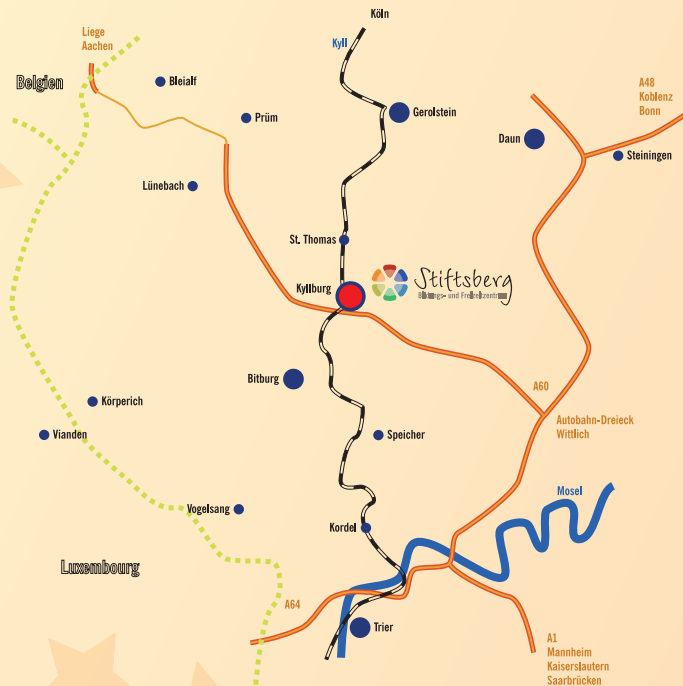 Köln
Liege
Aachen
Kyll
Belgien
Bleialf
A48
Koblenz
Bonn
Gerolstein
Prüm
Daun
Steiningen
Lünebach
St. Thomas
Kyllburg
Stiftsberg
Bildungs- und Freizeitzentrum
Bitburg
A60
Körperich
Autobahn-Dreieck
Wittlich
Vianden
Speicher
Mosel
Vogelsang
Kordel
Luxembourg
A64
Trier
A1
Mannheim
Kaiserslautern
Saarbrücken